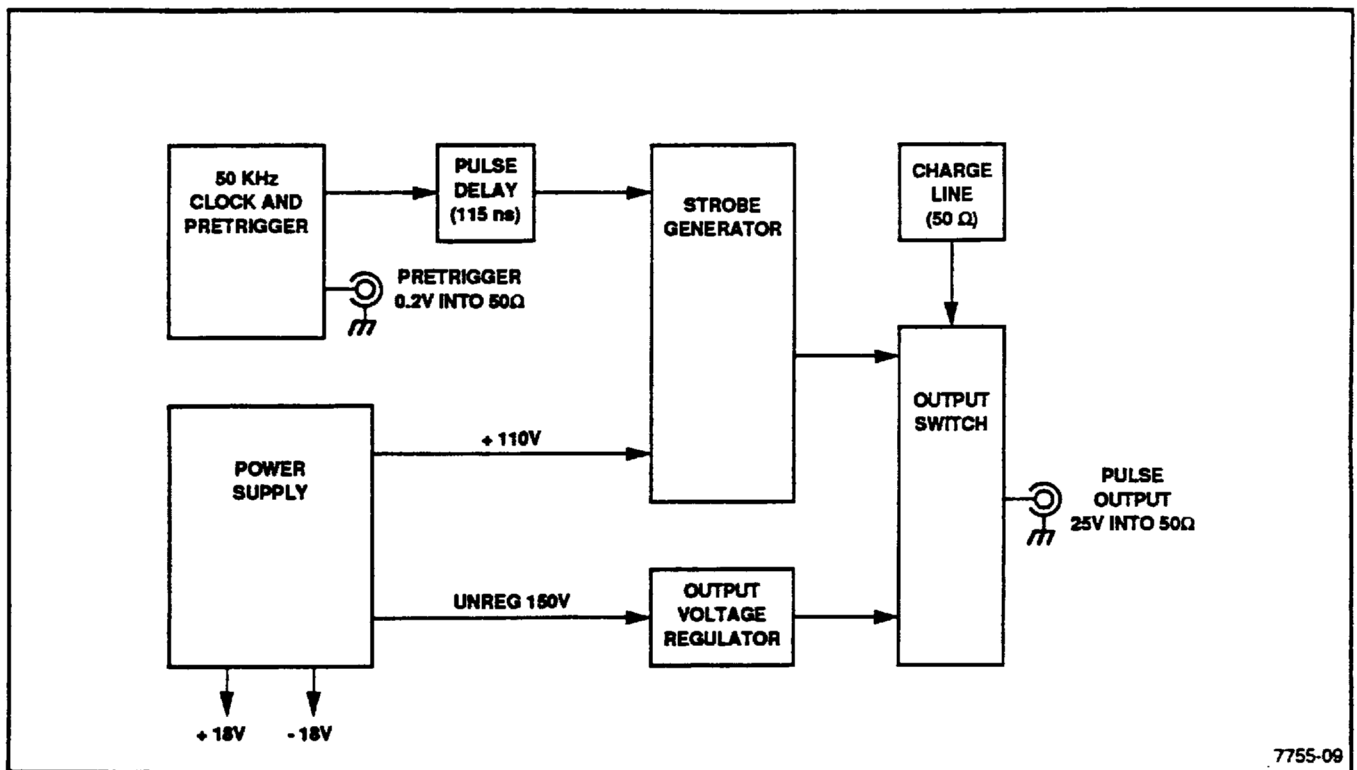 50 KHz
CLOCK AND
PRETRIGGER
PULSE
DELAY
(115 ns)
STROBE
GENERATOR
CHARGE
LINE
(50 Ω)
PRETRIGGER
0.2V INTO 50Ω
OUTPUT
SWITCH
POWER
SUPPLY
+ 110V
PULSE
OUTPUT
25V INTO 50Ω
UNREG 150V
OUTPUT
VOLTAGE
REGULATOR
+ 18V
- 18V
7755-09